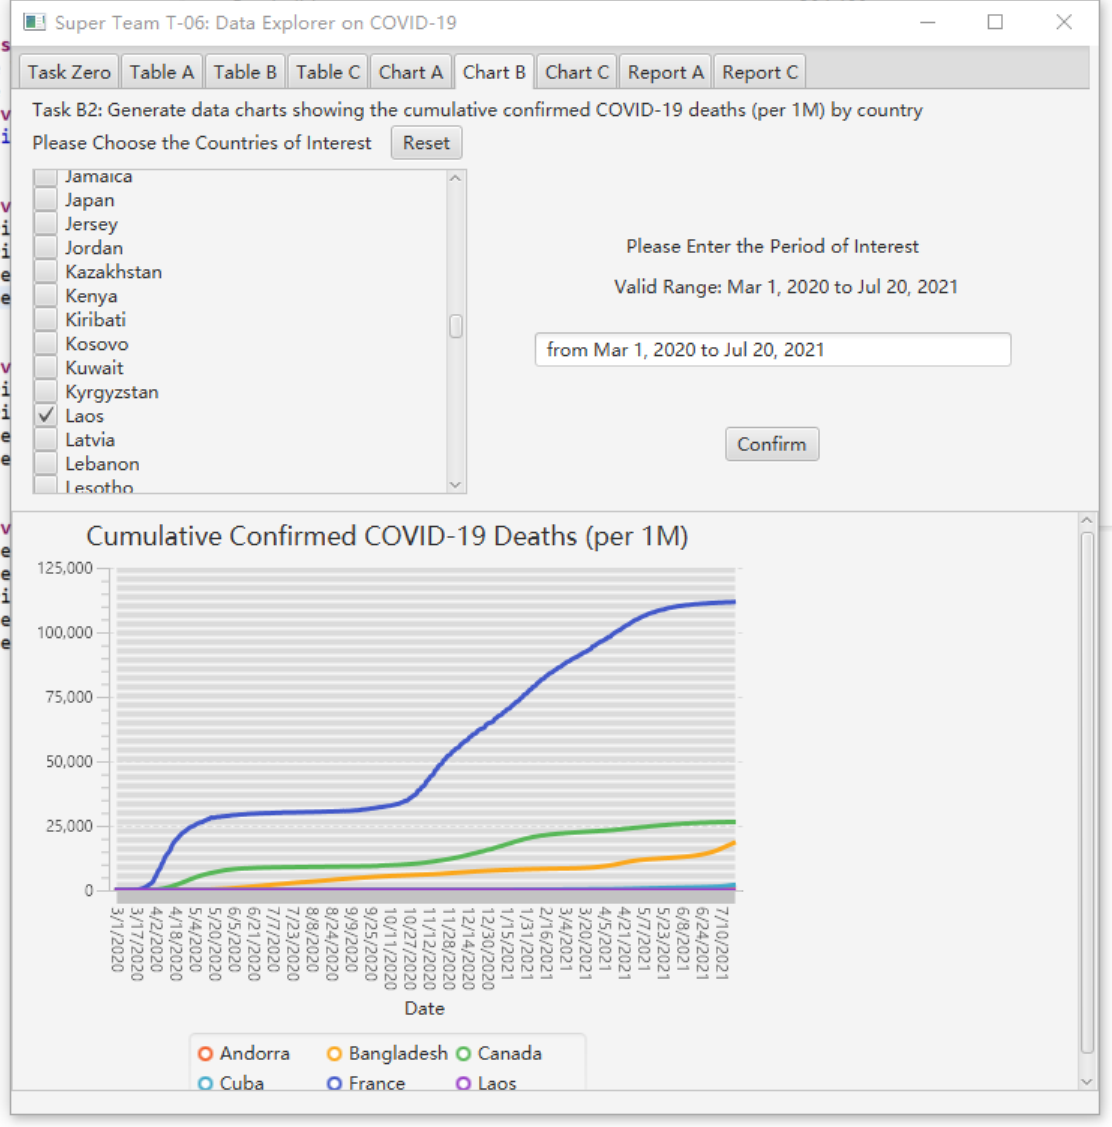 Super Team T-06: Data Explorer on COVID-19
Task Zero Table A Table B Table C Chart A Chart B Chart C Report A Report C
Task B2: Generate data charts showing the cumulative confirmed COVID-19 deaths (per 1M) by country
Please Choose the Countries of Interest Reset
Jamaica
Japan
Jersey
Jordan
Kazakhstan
Kenya
Kiribati
Kosovo
Kuwait
Kyrgyzstan
Laos
Latvia
Lebanon
Lesotho
Please Enter the Period of Interest
Valid Range: Mar 1, 2020 to Jul 20, 2021
from Mar 1, 2020 to Jul 20, 2021
Confirm
Cumulative Confirmed COVID-19 Deaths (per 1M)
125,000
100,000
75,000
50,000
25,000
0
3/1/2020
3/17/2020
4/2/2020
4/18/2020
5/4/2020
5/20/2020
6/5/2020
6/21/2020
7/7/2020
7/23/2020
8/8/2020
8/24/2020
9/9/2020
9/25/2020
10/11/2020
10/27/2020
11/12/2020
11/28/2020
12/14/2020
12/30/2020
1/15/2021
1/31/2021
2/16/2021
3/4/2021
3/20/2021
4/5/2021
4/21/2021
5/7/2021
5/23/2021
6/8/2021
6/24/2021
7/10/2021
Date
Andorra Bangladesh Canada
Cuba France Laos